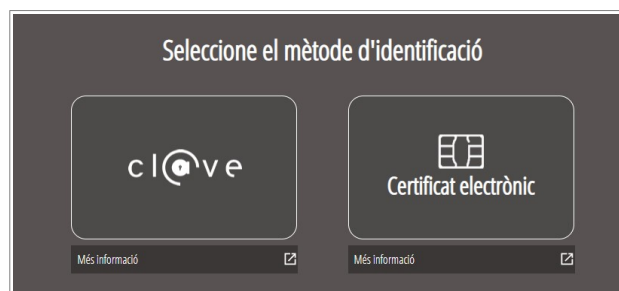 Seleccione el mètode d'identificació
cl@ve
Certificat electrònic
Més informació
Més informació